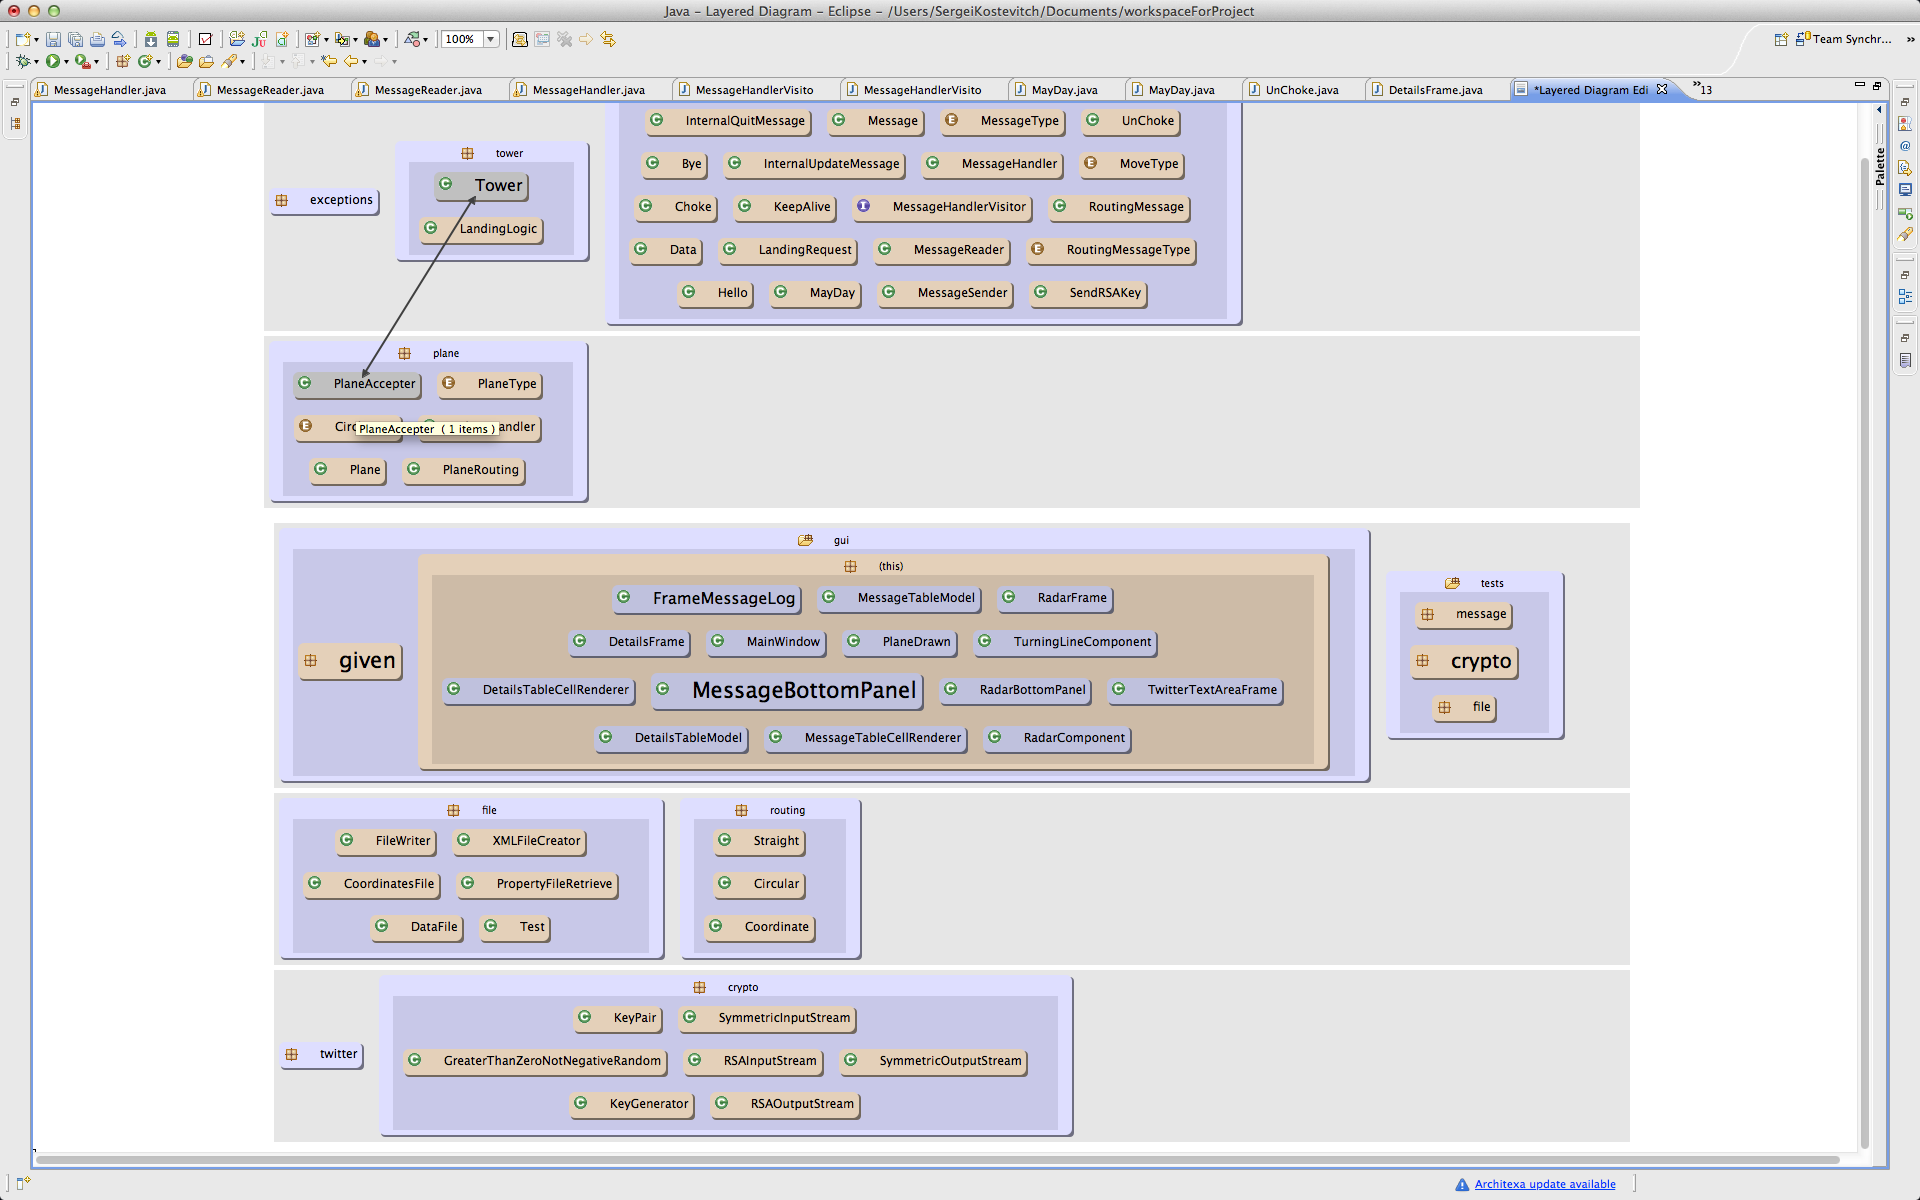 Java – Layered Diagram – Eclipse – /Users/SergeiKostevitch/Documents/workspaceForProject
100%
Team Synchr...
»
MessageHandler.java
MessageReader.java
MessageReader.java
MessageHandler.java
MessageHandlerVisito
MessageHandlerVisito
MayDay.java
MayDay.java
UnChoke.java
DetailsFrame.java
*Layered Diagram Edi
»13
Palette
InternalQuitMessage
Message
MessageType
UnChoke
Bye
InternalUpdateMessage
MessageHandler
MoveType
Choke
KeepAlive
MessageHandlerVisitor
RoutingMessage
Data
LandingRequest
MessageReader
RoutingMessageType
Hello
MayDay
MessageSender
SendRSAKey
exceptions
tower
Tower
LandingLogic
plane
PlaneAccepter
PlaneType
Circ
PlaneAccepter ( 1 items )
andler
Plane
PlaneRouting
gui
(this)
given
FrameMessageLog
MessageTableModel
RadarFrame
DetailsFrame
MainWindow
PlaneDrawn
TurningLineComponent
DetailsTableCellRenderer
MessageBottomPanel
RadarBottomPanel
TwitterTextAreaFrame
DetailsTableModel
MessageTableCellRenderer
RadarComponent
tests
message
crypto
file
file
FileWriter
XMLFileCreator
CoordinatesFile
PropertyFileRetrieve
DataFile
Test
routing
Straight
Circular
Coordinate
twitter
crypto
KeyPair
SymmetricInputStream
GreaterThanZeroNotNegativeRandom
RSAInputStream
SymmetricOutputStream
KeyGenerator
RSAOutputStream
Architexa update available